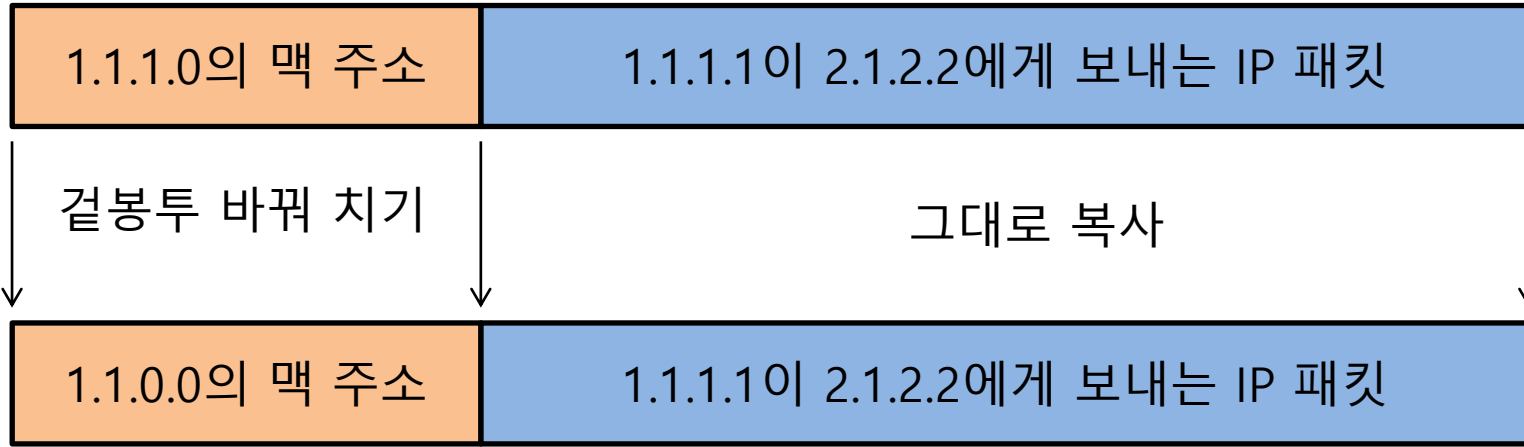 1.1.1.0의 맥 주소
1.1.1.1이 2.1.2.2에게 보내는 IP 패킷
겉봉투 바꿔 치기
그대로 복사
1.1.0.0의 맥 주소
1.1.1.1이 2.1.2.2에게 보내는 IP 패킷